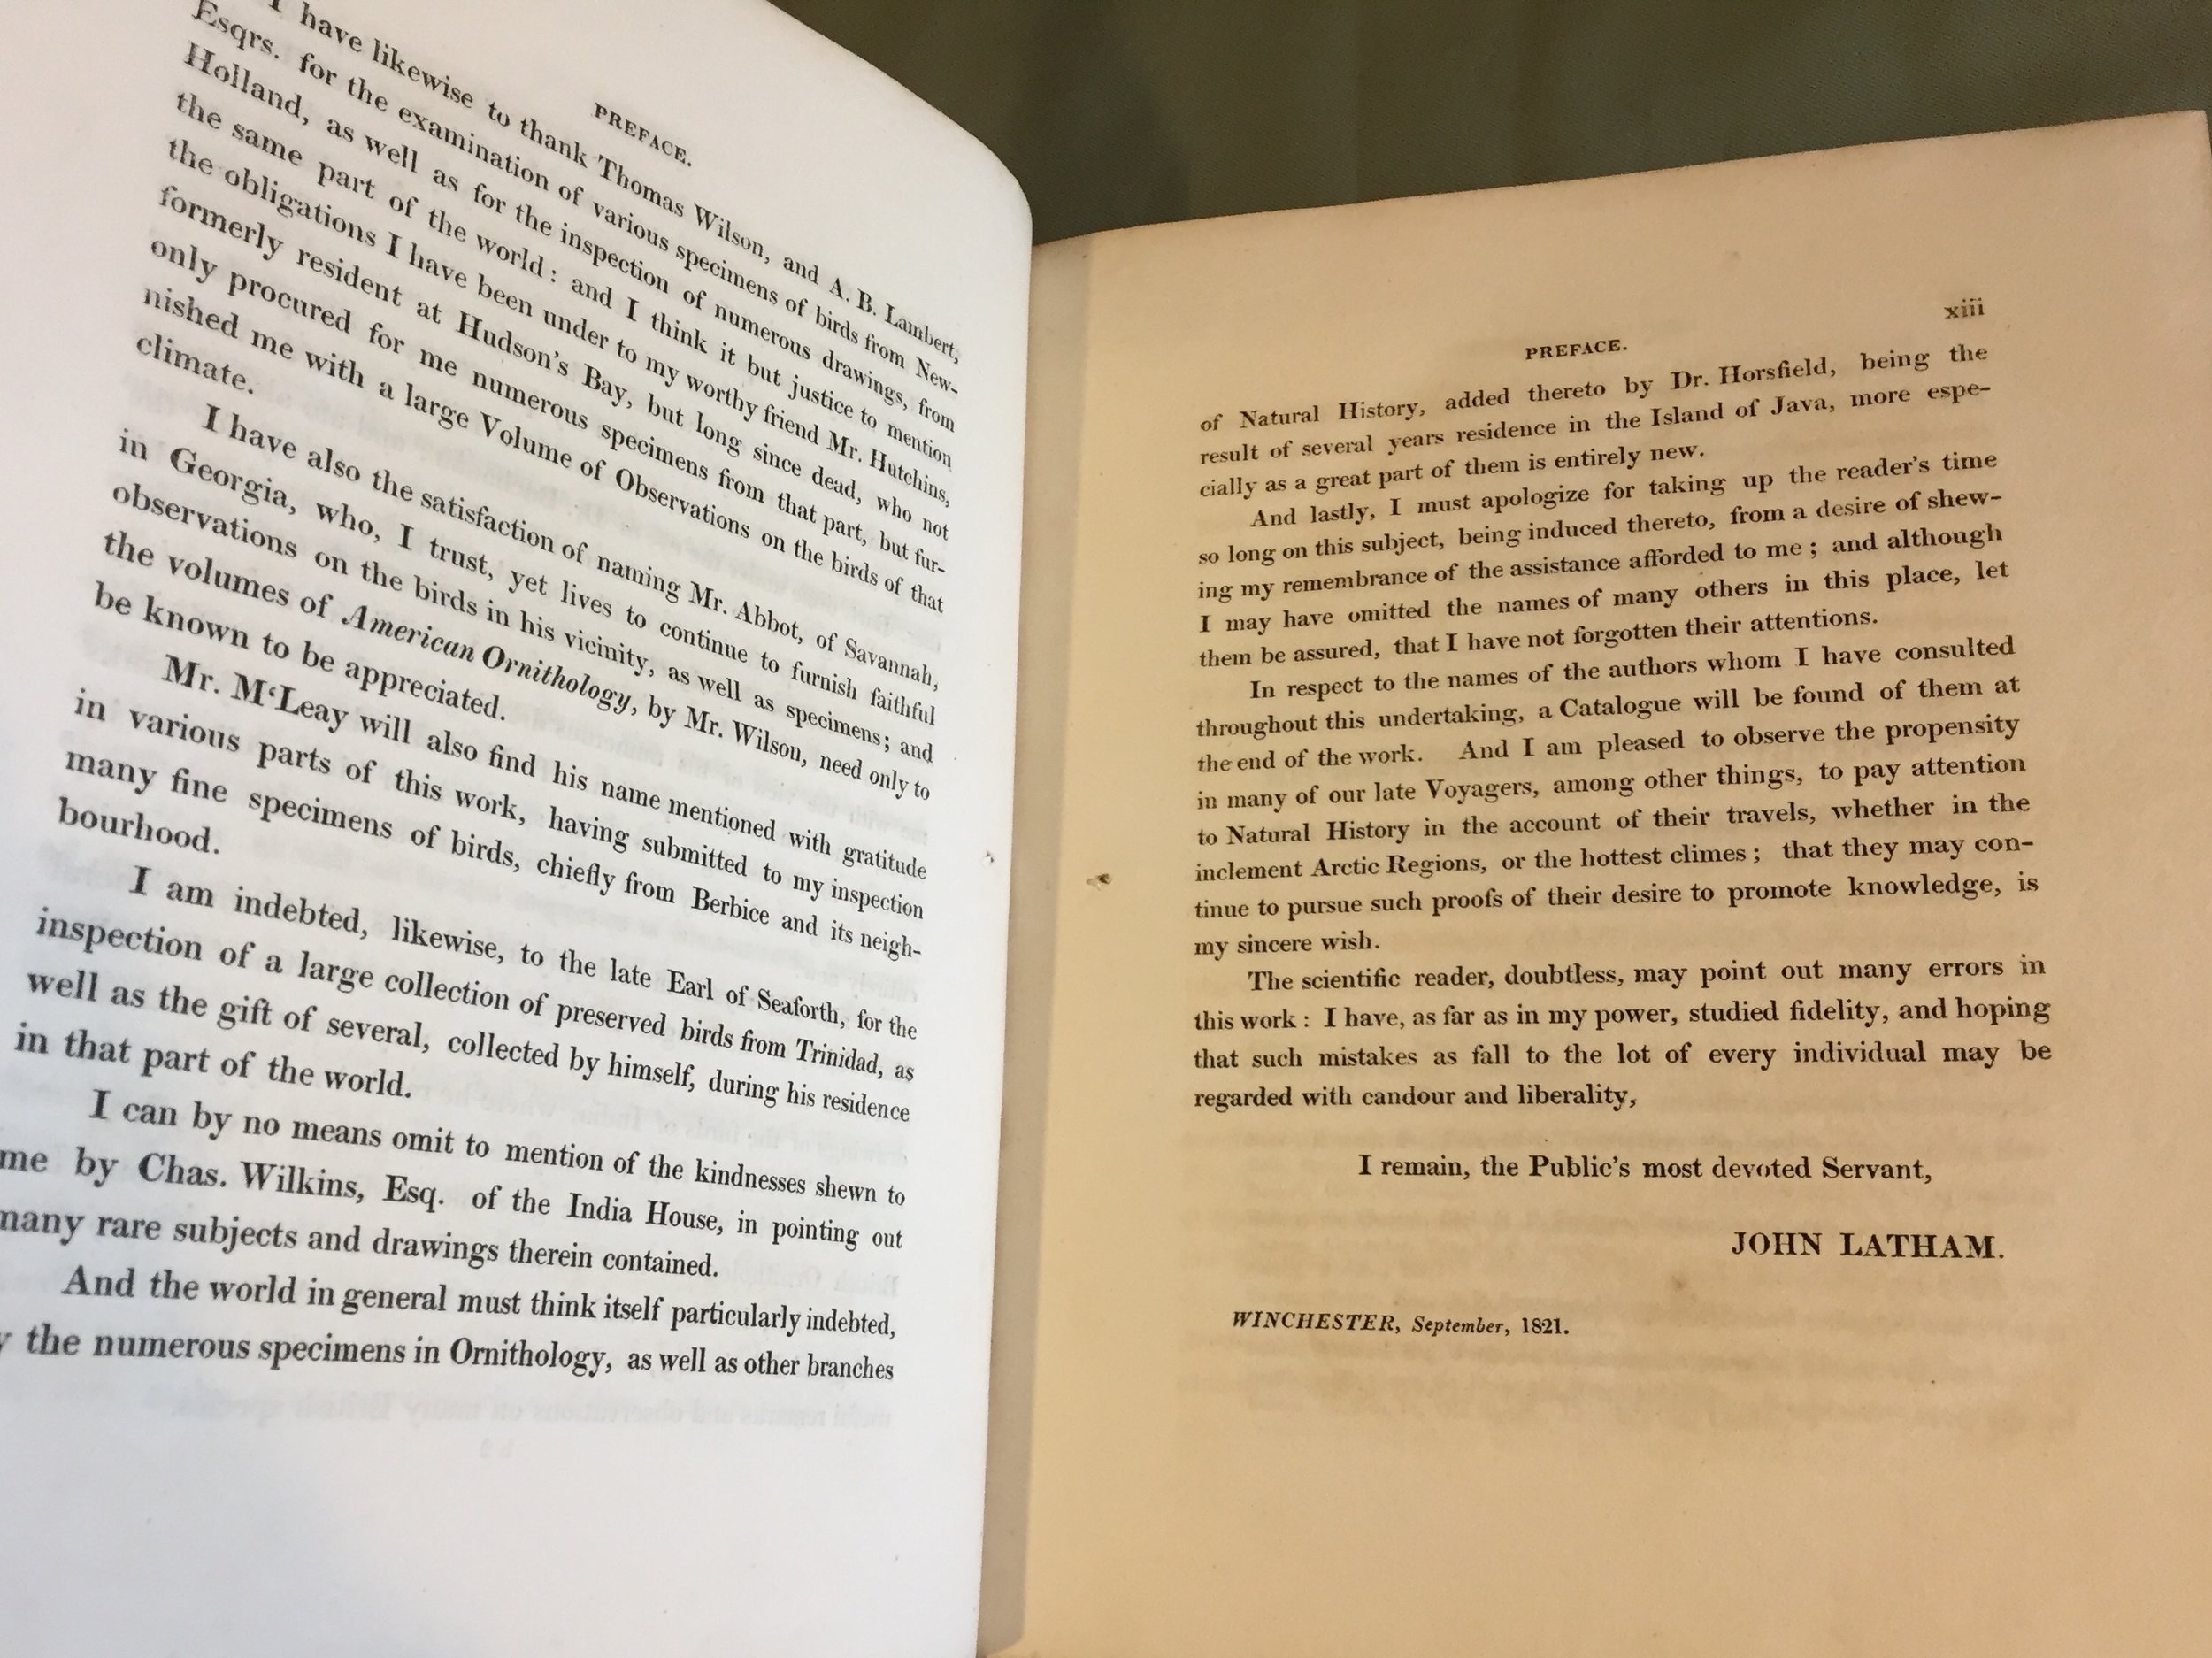 PREFACE.
I have likewise to thank Thomas Wilson, and A. B. Lambert,
Esqrs. for the examination of various specimens of birds from New-
Holland, as well as for the inspection of numerous drawings, from
the same part of the world : and I think it but justice to mention
the obligations I have been under to my worthy friend Mr. Hutchins,
formerly resident at Hudson's Bay, but long since dead, who not
only procured for me numerous specimens from that part, but fur-
nished me with a large Volume of Observations on the birds of that
climate.
I have also the satisfaction of naming Mr. Abbot, of Savannah,
in Georgia, who, I trust, yet lives to continue to furnish faithful
observations on the birds in his vicinity, as well as specimens; and
the volumes of American Ornithology, by Mr. Wilson, need only to
be known to be appreciated.
Mr. M‘Leay will also find his name mentioned with gratitude
in various parts of this work, having submitted to my inspection
many fine specimens of birds, chiefly from Berbice and its neigh-
bourhood.
I am indebted, likewise, to the late Earl of Seaforth, for the
inspection of a large collection of preserved birds from Trinidad, as
well as the gift of several, collected by himself, during his residence
in that part of the world.
I can by no means omit to mention of the kindnesses shewn to
me by Chas. Wilkins, Esq. of the India House, in pointing out
many rare subjects and drawings therein contained.
And the world in general must think itself particularly indebted,
the numerous specimens in Ornithology, as well as other branches
xiii
PREFACE.
of Natural History, added thereto by Dr. Horsfield, being the
result of several years residence in the Island of Java, more espe-
cially as a great part of them is entirely new.
And lastly, I must apologize for taking up the reader's time
so long on this subject, being induced thereto, from a desire of shew-
ing my remembrance of the assistance afforded to me ; and although
I may have omitted the names of many others in this place, let
them be assured, that I have not forgotten their attentions.
In respect to the names of the authors whom I have consulted
throughout this undertaking, a Catalogue will be found of them at
the end of the work. And I am pleased to observe the propensity
in many of our late Voyagers, among other things, to pay attention
to Natural History in the account of their travels, whether in the
inclement Arctic Regions, or the hottest climes ; that they may con-
tinue to pursue such proofs of their desire to promote knowledge, is
my sincere wish.
The scientific reader, doubtless, may point out many errors in
this work : I have, as far as in my power, studied fidelity, and hoping
that such mistakes as fall to the lot of every individual may be
regarded with candour and liberality,
I remain, the Public's most devoted Servant,
JOHN LATHAM.
WINCHESTER, September, 1821.